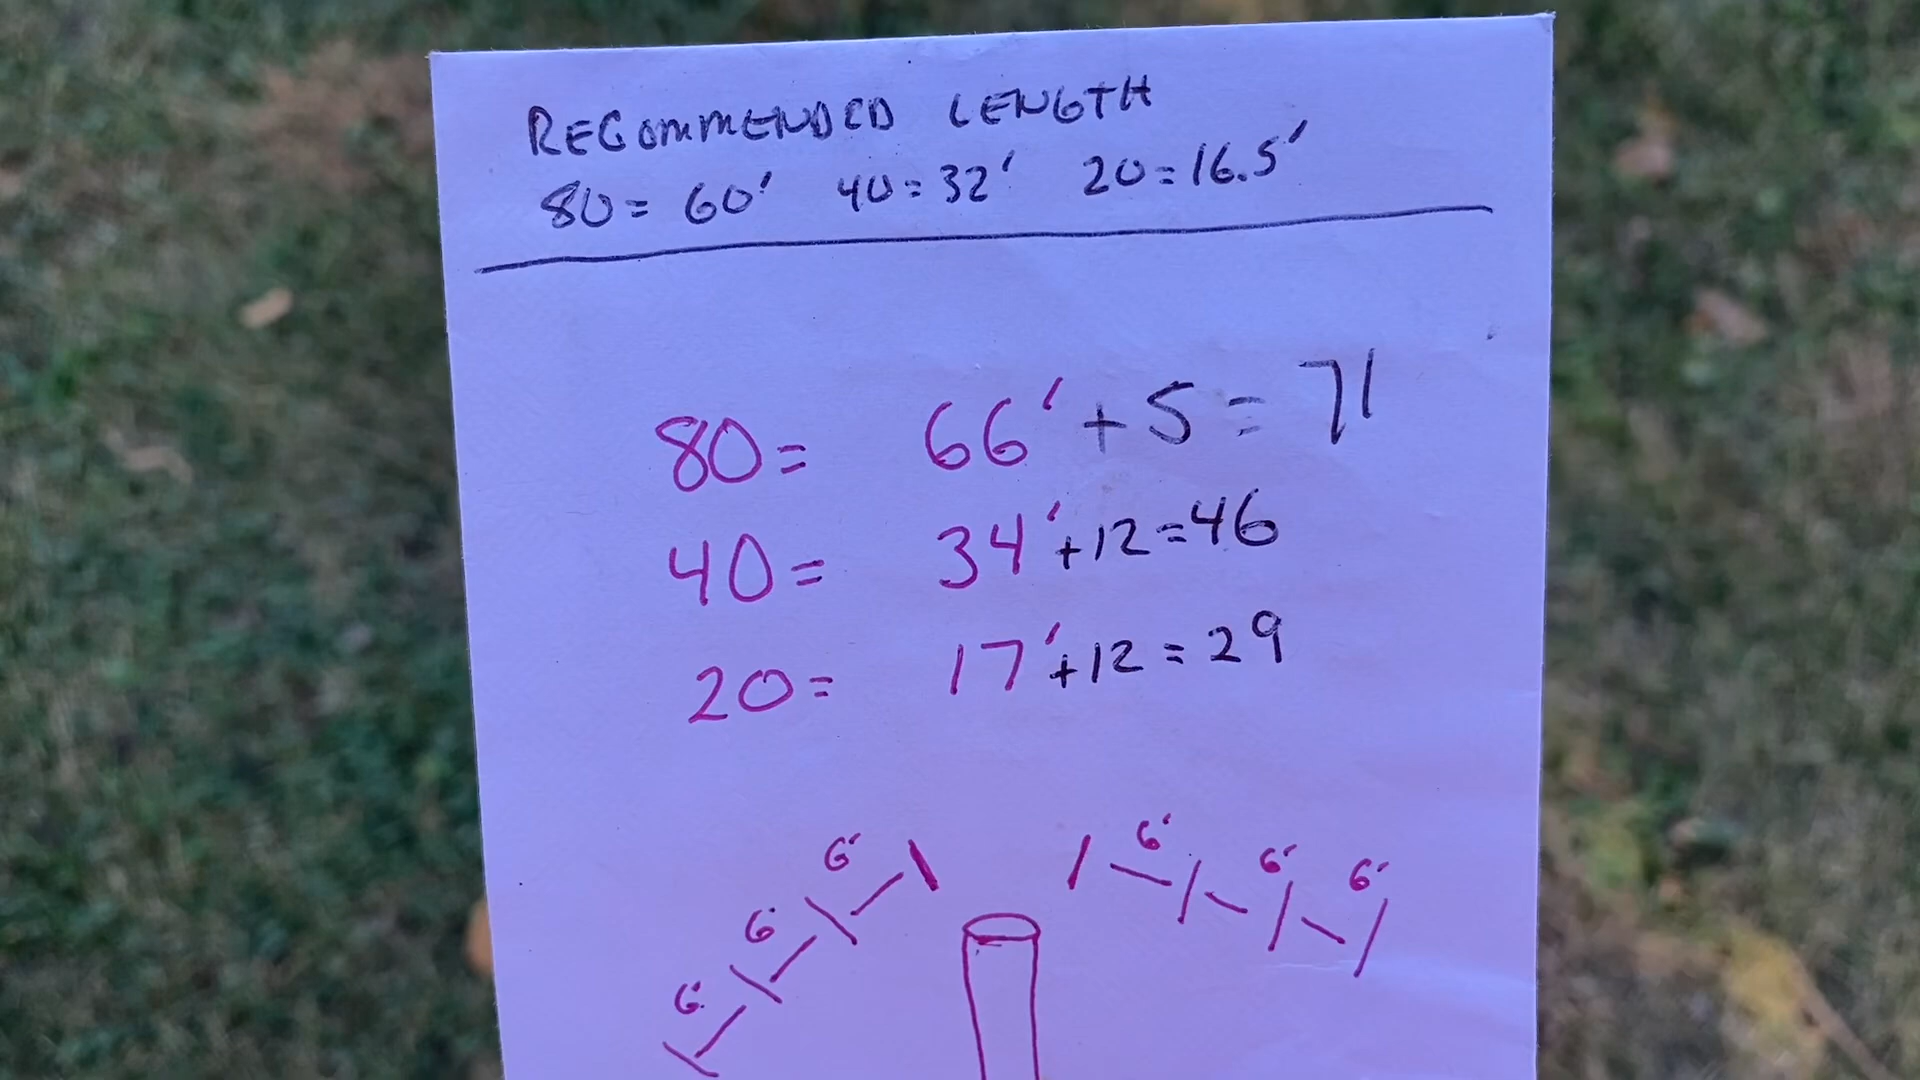 RECOMMENDED LENGTH
80 = 60' 40 = 32' 20 = 16.5'
80 = 66' + 5 = 71
40 = 34' + 12 = 46
20 = 17' + 12 = 29
6' 6'
6' 6' 6'
6'